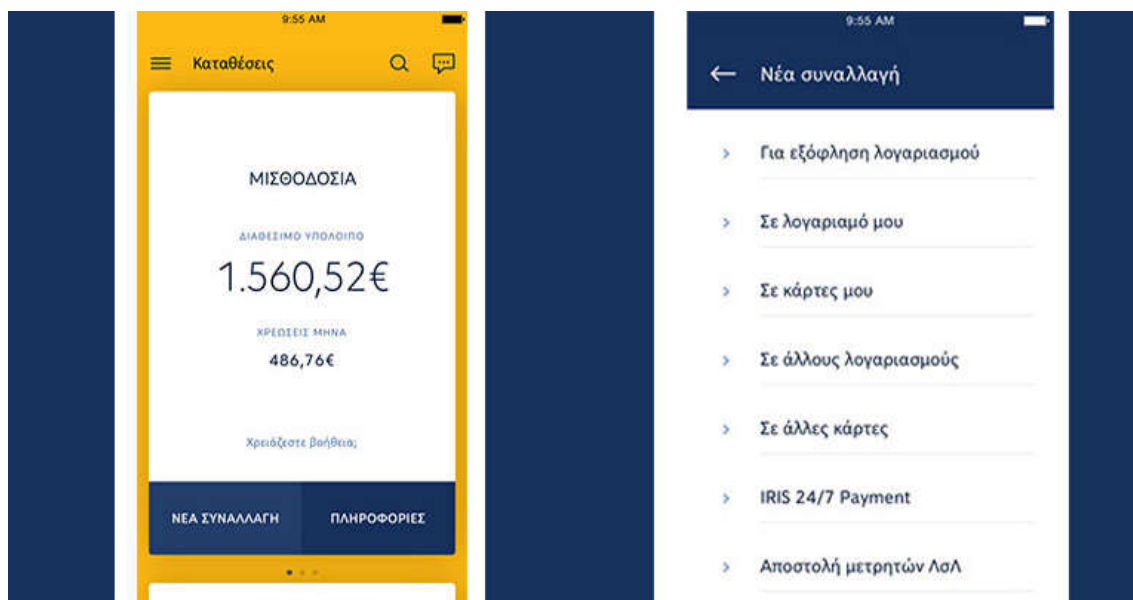 9:55 AM
Καταθέσεις
ΜΙΣΘΟΔΟΣΙΑ
ΔΙΑΘΕΣΙΜΟ ΥΠΟΛΟΙΠΟ
1.560,52€
ΧΡΕΩΣΕΙΣ ΜΗΝΑ
486,76€
Χρειάζεστε βοήθεια;
ΝΕΑ ΣΥΝΑΛΛΑΓΗ
ΠΛΗΡΟΦΟΡΙΕΣ
9:55 AM
Νέα συναλλαγή
Για εξόφληση λογαριασμού
Σε λογαριαμό μου
Σε κάρτες μου
Σε άλλους λογαριασμούς
Σε άλλες κάρτες
IRIS 24/7 Payment
Αποστολή μετρητών ΛσΛ